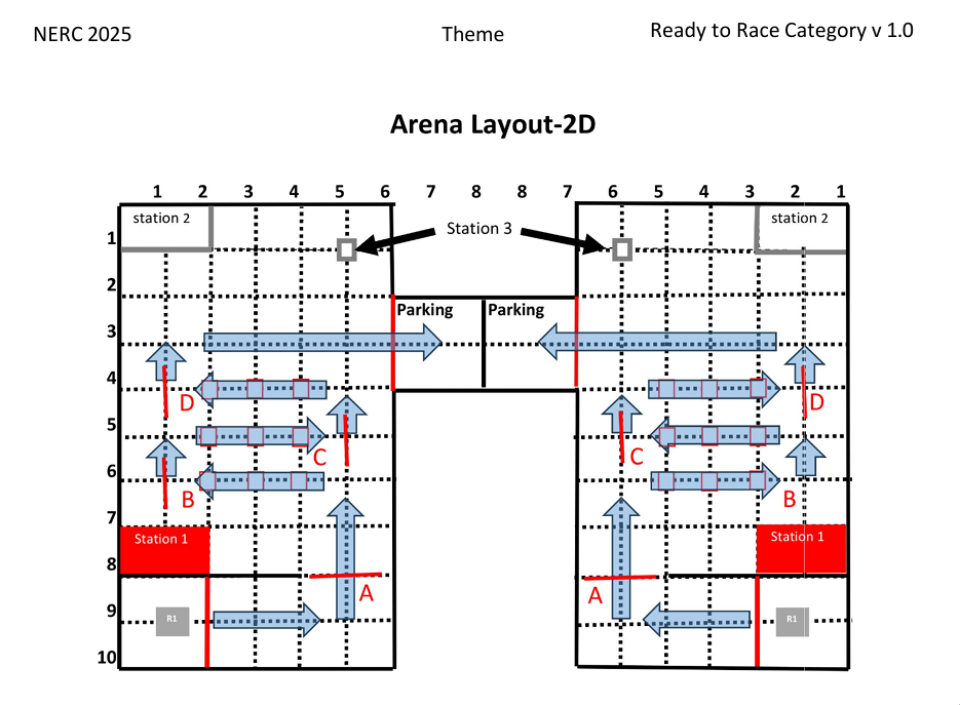 NERC 2025 Theme Ready to Race Category v 1.0
Arena Layout-2D
1 2 3 4 5 6 7 8 8 7 6 5 4 3 2 1
station 2 station 2
Station 3
1
2
Parking Parking
3
4
D D
5
C C
6
B B
7
Station 1 Station 1
8
A A
9
R1 R1
10